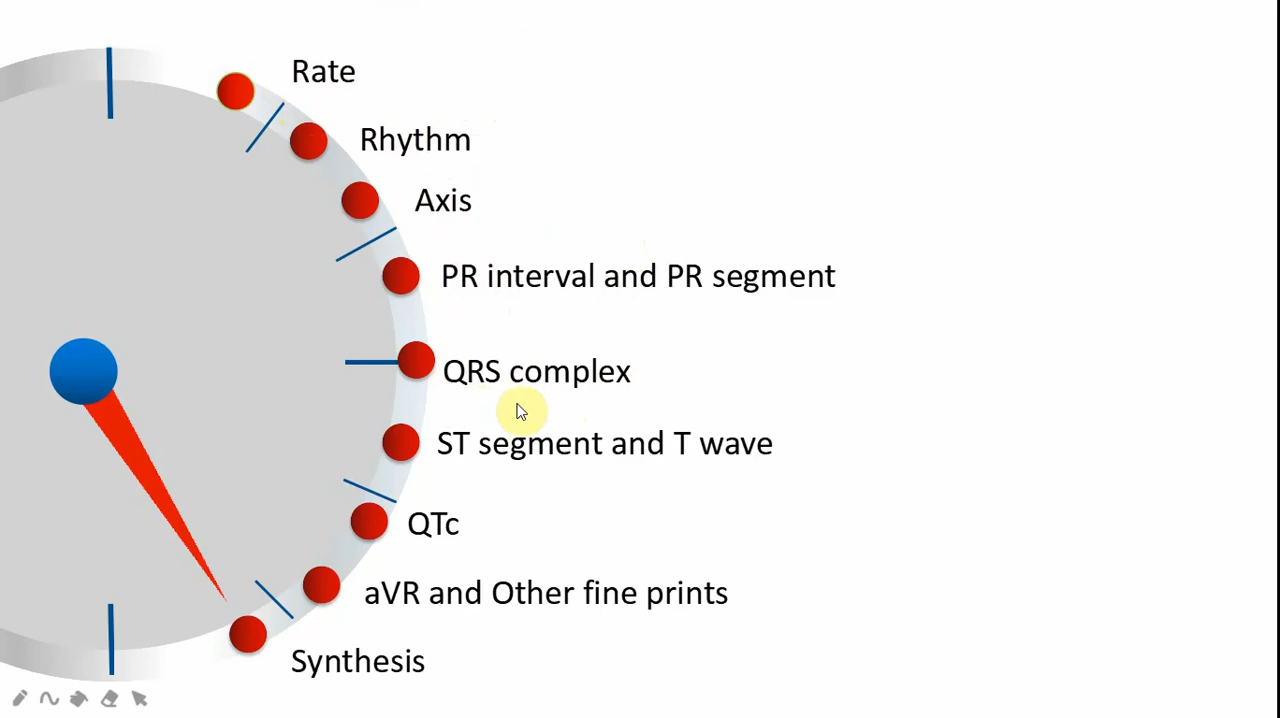 Rate
Rhythm
Axis
PR interval and PR segment
QRS complex
ST segment and T wave
QTc
aVR and Other fine prints
Synthesis